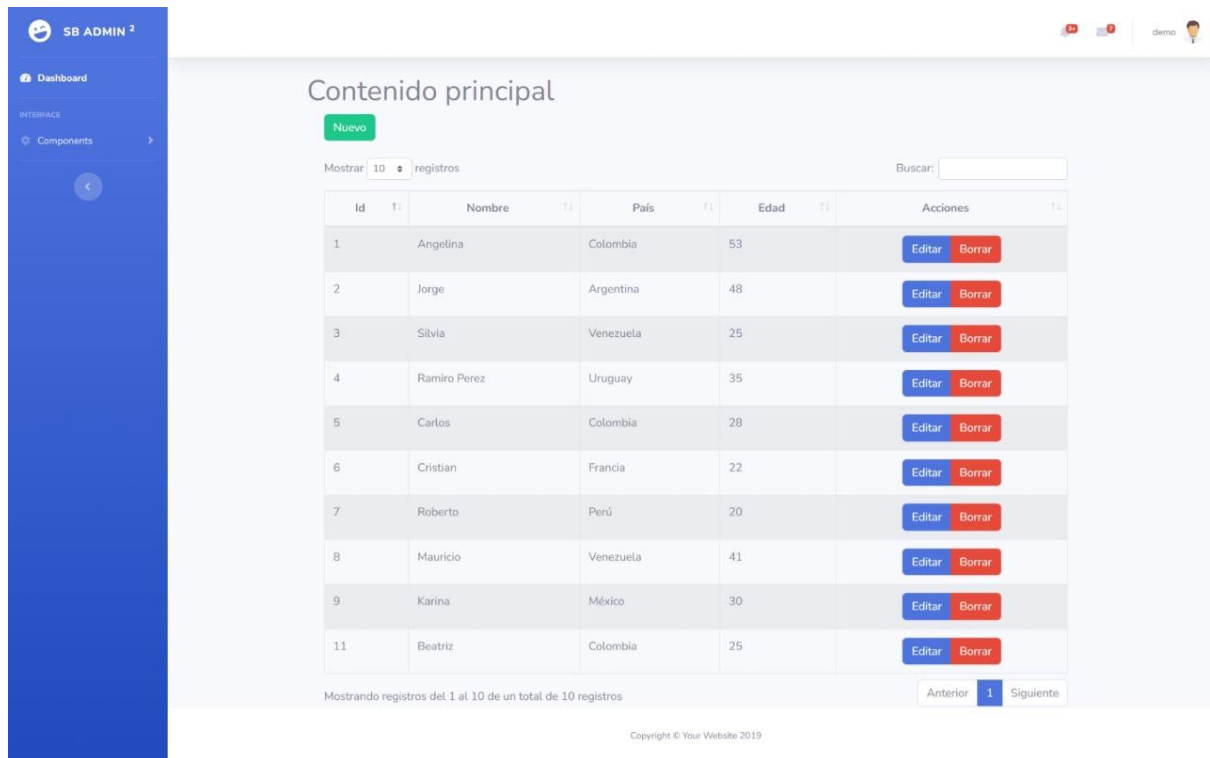 SB ADMIN 2
3+ 7 demo
Dashboard
INTERFACE
Components
Contenido principal
Nuevo
Mostrar 10 registros Buscar:
Id Nombre País Edad Acciones
1 Angelina Colombia 53 Editar Borrar
2 Jorge Argentina 48 Editar Borrar
3 Silvia Venezuela 25 Editar Borrar
4 Ramiro Perez Uruguay 35 Editar Borrar
5 Carlos Colombia 28 Editar Borrar
6 Cristian Francia 22 Editar Borrar
7 Roberto Perú 20 Editar Borrar
8 Mauricio Venezuela 41 Editar Borrar
9 Karina México 30 Editar Borrar
11 Beatriz Colombia 25 Editar Borrar
Mostrando registros del 1 al 10 de un total de 10 registros Anterior 1 Siguiente
Copyright © Your Website 2019